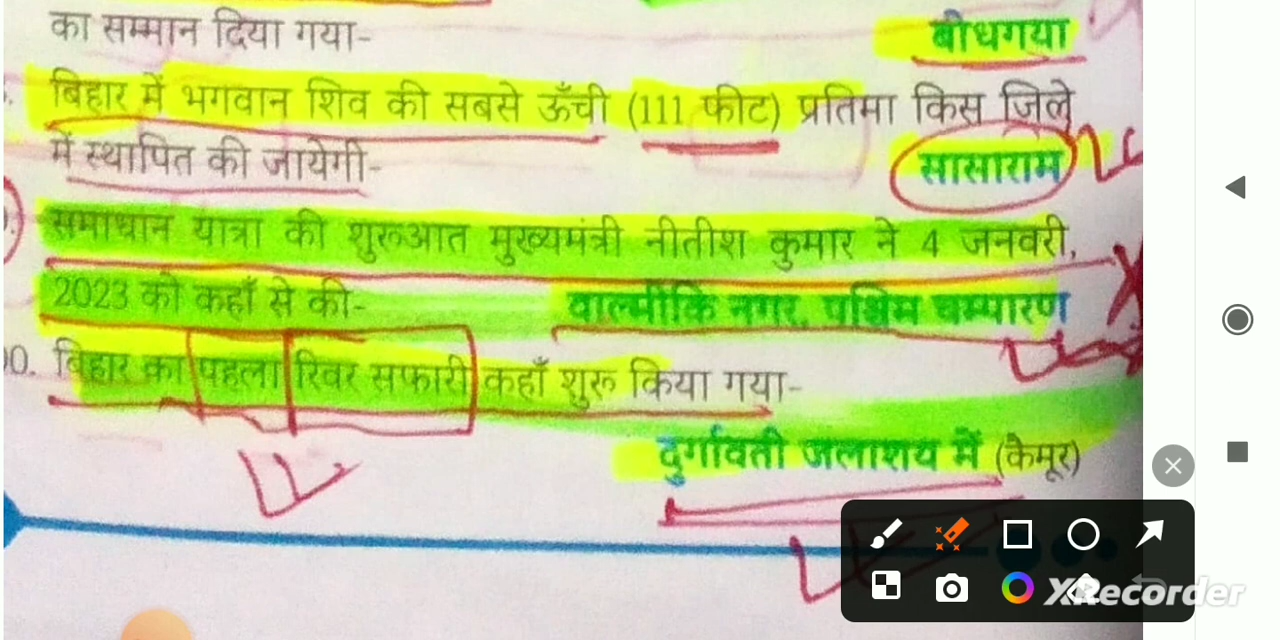 का सम्मान दिया गया- बोधगया
बिहार में भगवान शिव की सबसे ऊँची (111 फीट) प्रतिमा किस जिले
में स्थापित की जायेगी- सासाराम
समाधान यात्रा की शुरूआत मुख्यमंत्री नीतीश कुमार ने 4 जनवरी,
2023 को कहाँ से की- वाल्मीकि नगर, पश्चिम चम्पारण
0. बिहार का पहला रिवर सफारी कहाँ शुरू किया गया-
दुर्गावती जलाशय में (कैमूर)
XRecorder